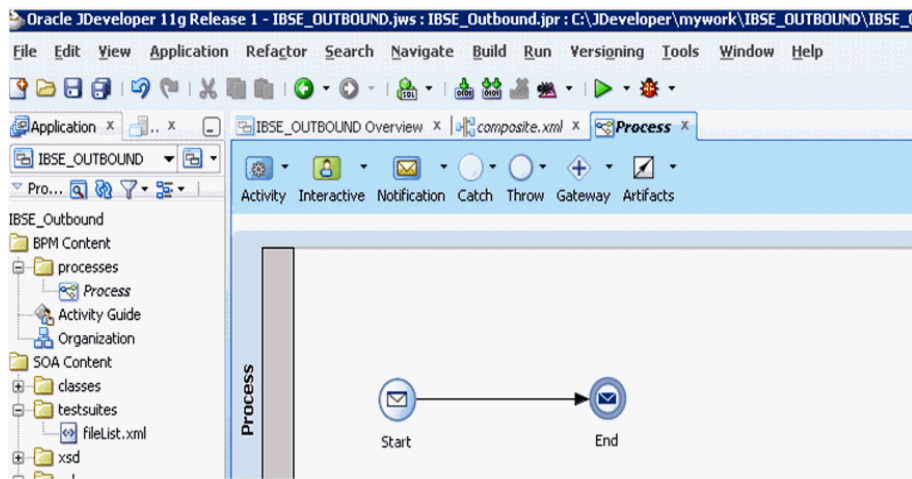 Oracle JDeveloper 11g Release 1 - IBSE_OUTBOUND.jws : IBSE_Outbound.jpr : C:\JDeveloper\mywork\IBSE_OUTBOUND\IBSE_
File Edit View Application Refactor Search Navigate Build Run Versioning Tools Window Help
Application X .. X
IBSE_OUTBOUND Overview X composite.xml X Process X
IBSE_OUTBOUND
Activity Interactive Notification Catch Throw Gateway Artifacts
Pro...
IBSE_Outbound
BPM Content
processes
Process
Activity Guide
Organization
SOA Content
classes
testsuites
fileList.xml
xsd
Process
Start
End